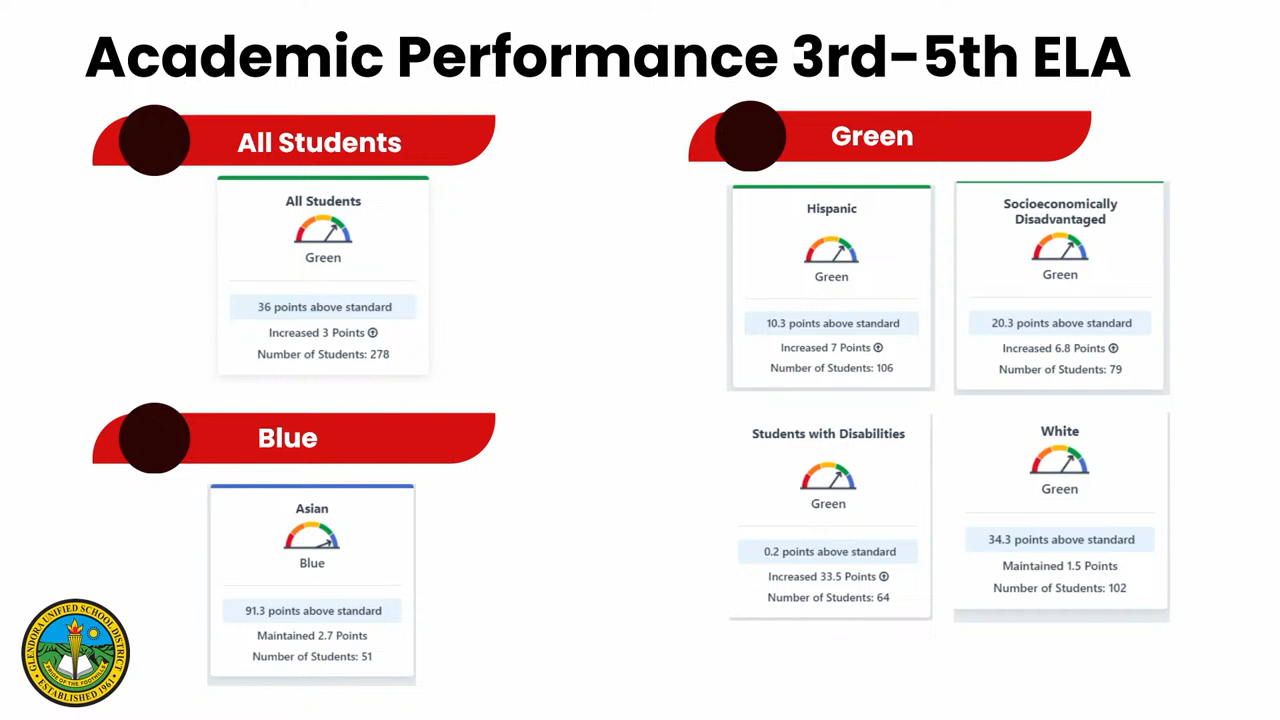 Academic Performance 3rd-5th ELA
All Students
All Students
Green
36 points above standard
Increased 3 Points
Number of Students: 278
Blue
Asian
Blue
91.3 points above standard
Maintained 2.7 Points
Number of Students: 51
Green
Hispanic
Green
10.3 points above standard
Increased 7 Points
Number of Students: 106
Socioeconomically
Disadvantaged
Green
20.3 points above standard
Increased 6.8 Points
Number of Students: 79
Students with Disabilities
Green
0.2 points above standard
Increased 33.5 Points
Number of Students: 64
White
Green
34.3 points above standard
Maintained 1.5 Points
Number of Students: 102
GLENDORA UNIFIED SCHOOL DISTRICT
PRIDE OF THE FOOTHILLS
ESTABLISHED 1961